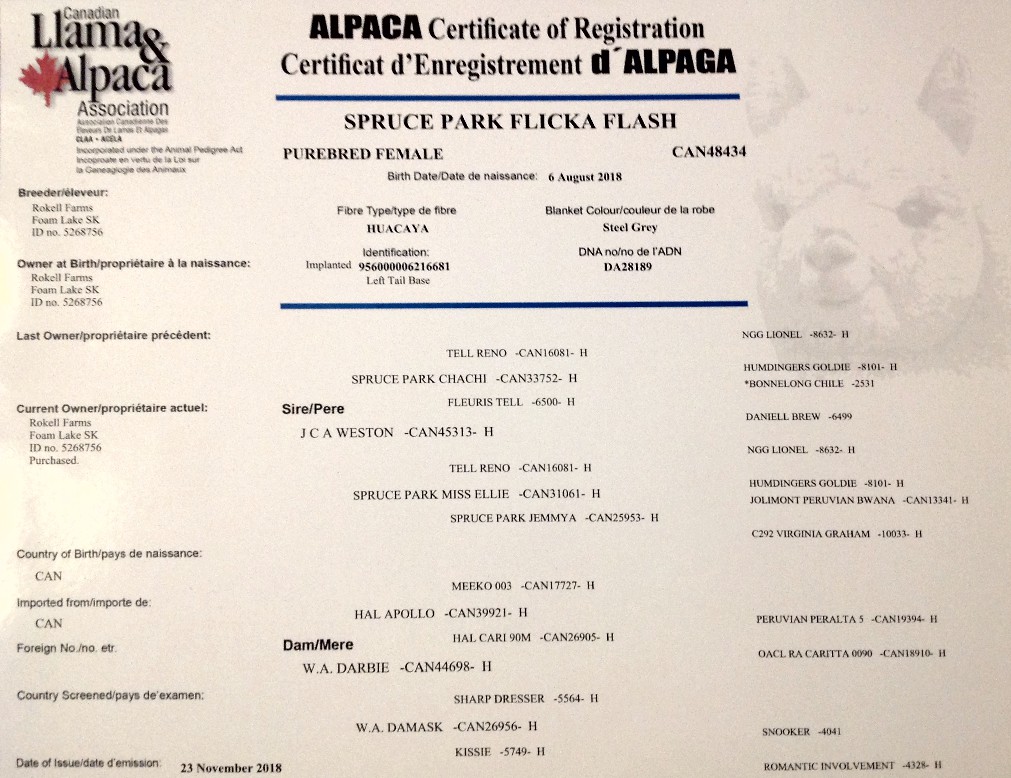 Canadian
Llama &
Alpaca
Association
Association Canadienne Des
Eleveurs De Lamas Et Alpagas
CLAA • ACELA
Incorporated under the Animal Pedigree Act
Incoproate en vertu de la Loi sur
la Geneaglogie des Animaux
ALPACA Certificate of Registration
Certificat d'Enregistrement d´ALPAGA
SPRUCE PARK FLICKA FLASH
PUREBRED FEMALE CAN48434
Birth Date/Date de naissance: 6 August 2018
Fibre Type/type de fibre Blanket Colour/couleur de la robe
HUACAYA Steel Grey
Identification: DNA no/no de l'ADN
Implanted 956000006216681 DA28189
Left Tail Base
Breeder/éleveur:
Rokell Farms
Foam Lake SK
ID no. 5268756
Owner at Birth/propriétaire à la naissance:
Rokell Farms
Foam Lake SK
ID no. 5268756
Last Owner/propriétaire précédent:
Current Owner/propriétaire actuel:
Rokell Farms
Foam Lake SK
ID no. 5268756
Purchased.
Country of Birth/pays de naissance:
CAN
Imported from/importe de:
CAN
Foreign No./no. etr.
Country Screened/pays de'examen:
Date of Issue/date d'emission: 23 November 2018
NGG LIONEL -8632- H
TELL RENO -CAN16081- H
HUMDINGERS GOLDIE -8101- H
SPRUCE PARK CHACHI -CAN33752- H
*BONNELONG CHILE -2531
FLEURIS TELL -6500- H
Sire/Pere
DANIELL BREW -6499
J C A WESTON -CAN45313- H
NGG LIONEL -8632- H
TELL RENO -CAN16081- H
HUMDINGERS GOLDIE -8101- H
SPRUCE PARK MISS ELLIE -CAN31061- H
JOLIMONT PERUVIAN BWANA -CAN13341- H
SPRUCE PARK JEMMYA -CAN25953- H
C292 VIRGINIA GRAHAM -10033- H
MEEKO 003 -CAN17727- H
HAL APOLLO -CAN39921- H
PERUVIAN PERALTA 5 -CAN19394- H
HAL CARI 90M -CAN26905- H
Dam/Mere
OACL RA CARITTA 0090 -CAN18910- H
W.A. DARBIE -CAN44698- H
SHARP DRESSER -5564- H
W.A. DAMASK -CAN26956- H
SNOOKER -4041
KISSIE -5749- H
ROMANTIC INVOLVEMENT -4328- H